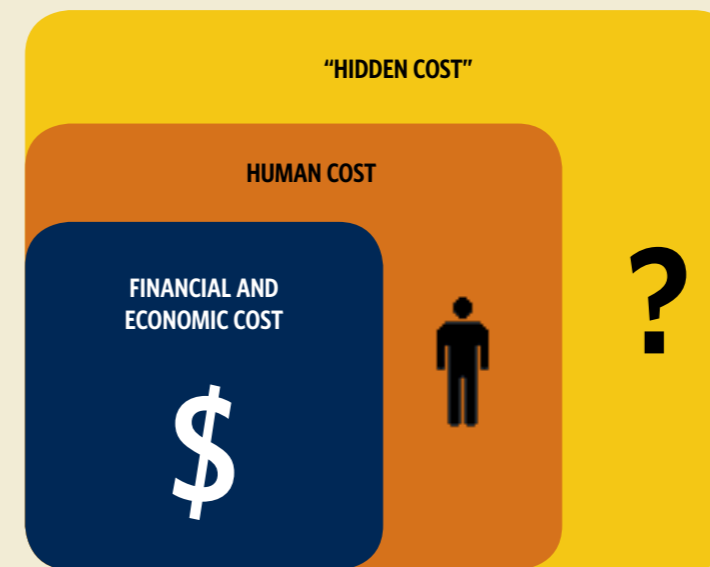 “HIDDEN COST”
HUMAN COST
FINANCIAL AND
ECONOMIC COST
$
?